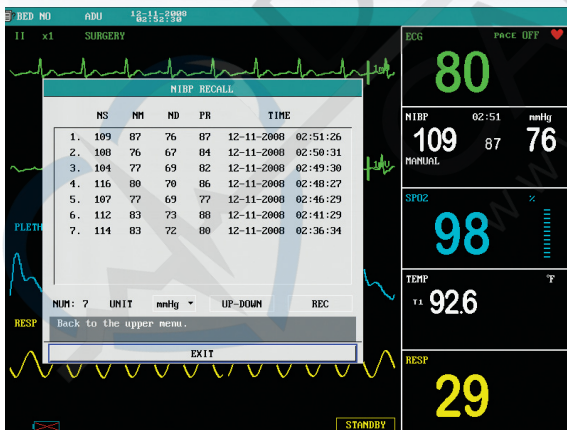 BED NO ADU 12-11-2008
02:52:30
II x1 SURGERY
ECG PACE OFF
80
NIBP RECALL
NS NM ND PR TIME
1. 109 87 76 87 12-11-2008 02:51:26
2. 108 76 67 84 12-11-2008 02:50:31
3. 104 77 69 82 12-11-2008 02:49:30
4. 116 80 70 86 12-11-2008 02:48:27
5. 107 77 69 77 12-11-2008 02:46:29
6. 112 83 73 88 12-11-2008 02:41:29
7. 114 83 72 80 12-11-2008 02:36:34
NUM: 7 UNIT mmHg UP-DOWN REC
Back to the upper menu.
EXIT
NIBP 02:51 mmHg
109 87 76
MANUAL
PLETH
SPO2 %
98
TEMP °F
T1 92.6
RESP
RESP
29
STANDBY